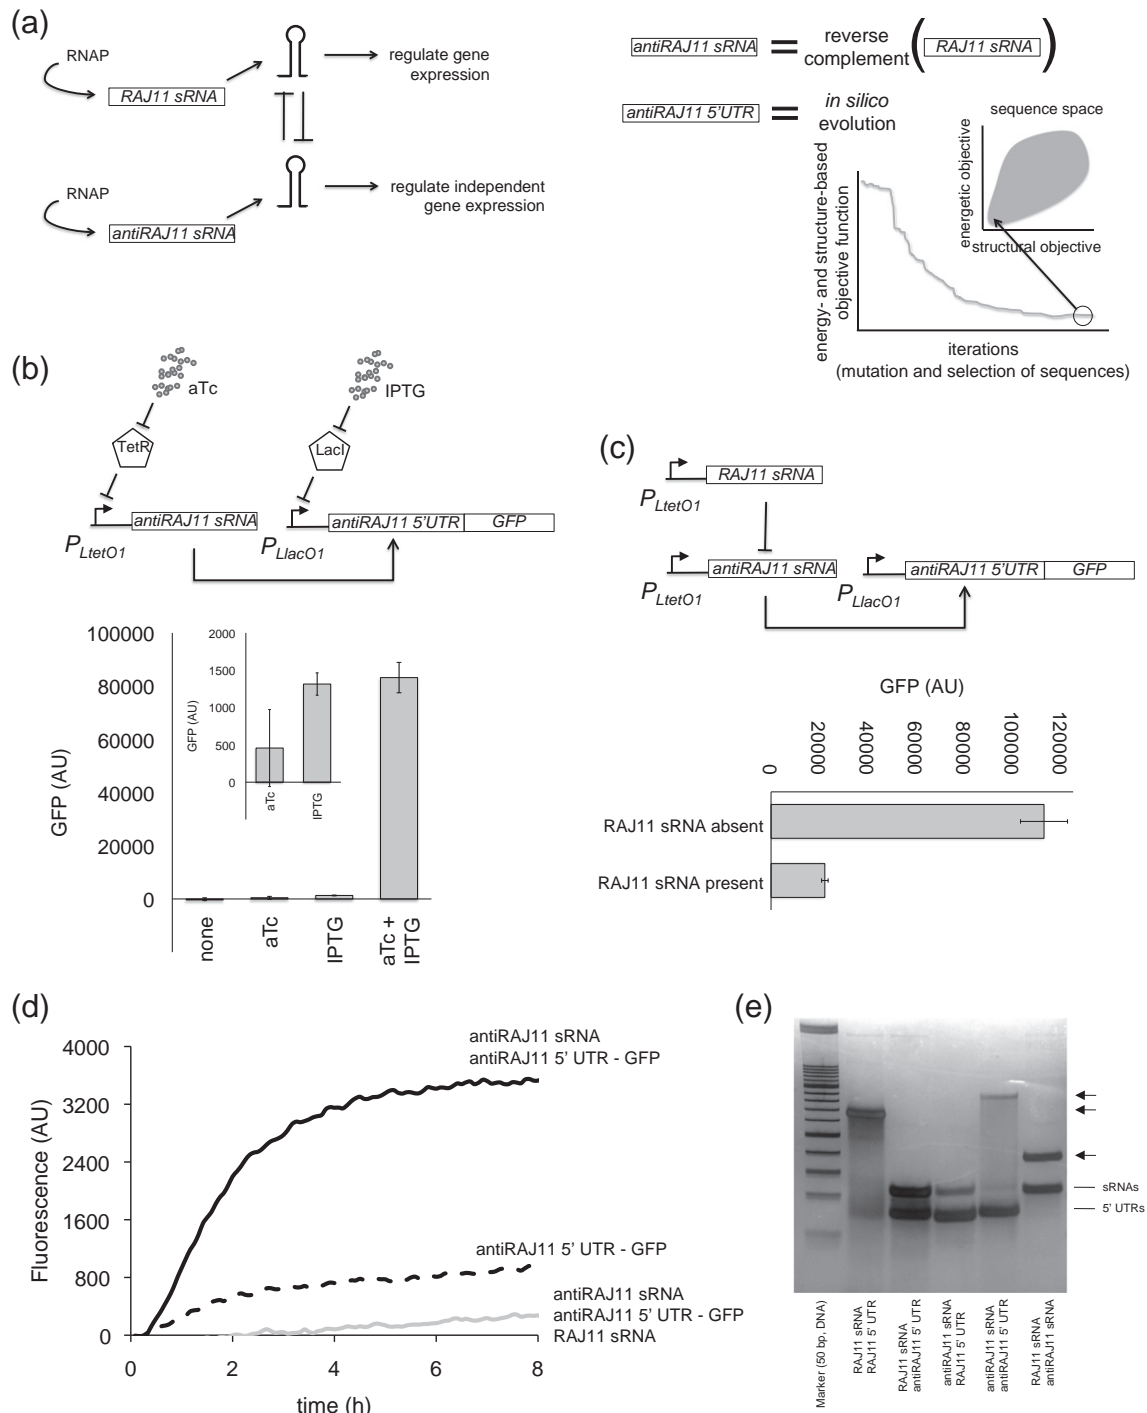 (a)
RNAP
RAJ11 sRNA
regulate gene
expression
RNAP
antiRAJ11 sRNA
regulate independent
gene expression
antiRAJ11 sRNA
=
reverse
complement
(RAJ11 sRNA)
antiRAJ11 5'UTR
=
in silico
evolution
sequence space
energetic objective
structural objective
energy- and structure-based
objective function
iterations
(mutation and selection of sequences)
(b)
aTc
IPTG
TetR
LacI
antiRAJ11 sRNA
antiRAJ11 5'UTR
GFP
PLtetO1
PLlacO1
100000
80000
60000
40000
20000
0
GFP (AU)
2000
1500
1000
500
0
GFP (AU)
aTc
IPTG
none
aTc
IPTG
aTc +
IPTG
(c)
RAJ11 sRNA
PLtetO1
antiRAJ11 sRNA
antiRAJ11 5'UTR
GFP
PLtetO1
PLlacO1
GFP (AU)
0
20000
40000
60000
80000
100000
120000
RAJ11 sRNA absent
RAJ11 sRNA present
(d)
4000
3200
2400
1600
800
0
Fluorescence (AU)
0
2
4
6
8
time (h)
antiRAJ11 sRNA
antiRAJ11 5' UTR - GFP
antiRAJ11 5' UTR - GFP
antiRAJ11 sRNA
antiRAJ11 5' UTR - GFP
RAJ11 sRNA
(e)
sRNAs
5' UTRs
Marker (50 bp, DNA)
RAJ11 sRNA
RAJ11 5' UTR
RAJ11 sRNA
antiRAJ11 5' UTR
antiRAJ11 sRNA
RAJ11 5' UTR
antiRAJ11 sRNA
antiRAJ11 5' UTR
RAJ11 sRNA
antiRAJ11 sRNA